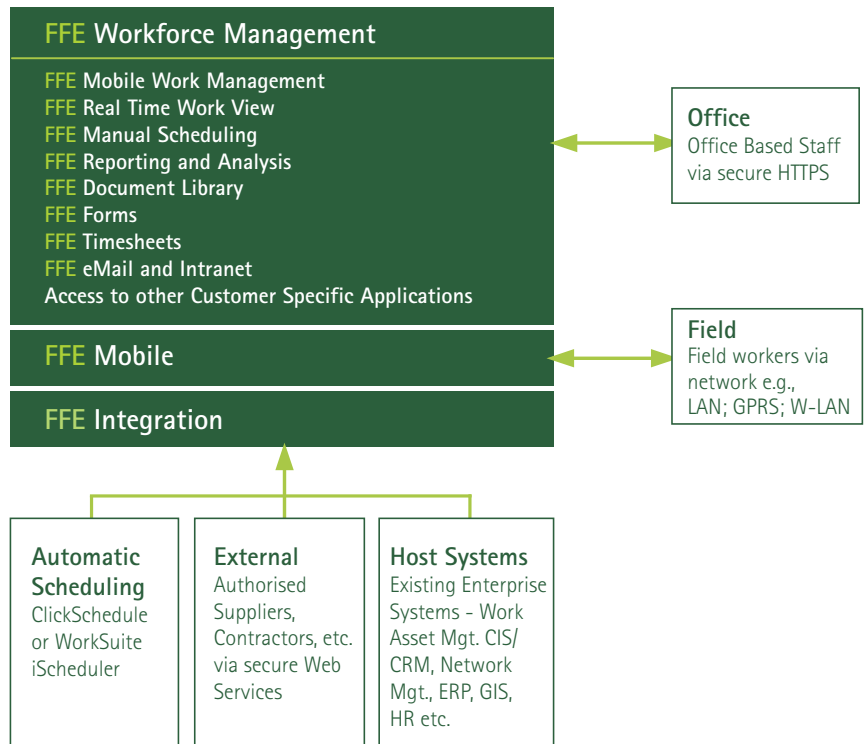 FFE Workforce Management
FFE Mobile Work Management
FFE Real Time Work View
FFE Manual Scheduling
FFE Reporting and Analysis
FFE Document Library
FFE Forms
FFE Timesheets
FFE eMail and Intranet
Access to other Customer Specific Applications
Office
Office Based Staff
via secure HTTPS
FFE Mobile
Field
Field workers via
network e.g.,
LAN; GPRS; W-LAN
FFE Integration
Automatic
Scheduling
ClickSchedule
or WorkSuite
iScheduler
External
Authorised
Suppliers,
Contractors, etc.
via secure Web
Services
Host Systems
Existing Enterprise
Systems - Work
Asset Mgt. CIS/
CRM, Network
Mgt., ERP, GIS,
HR etc.